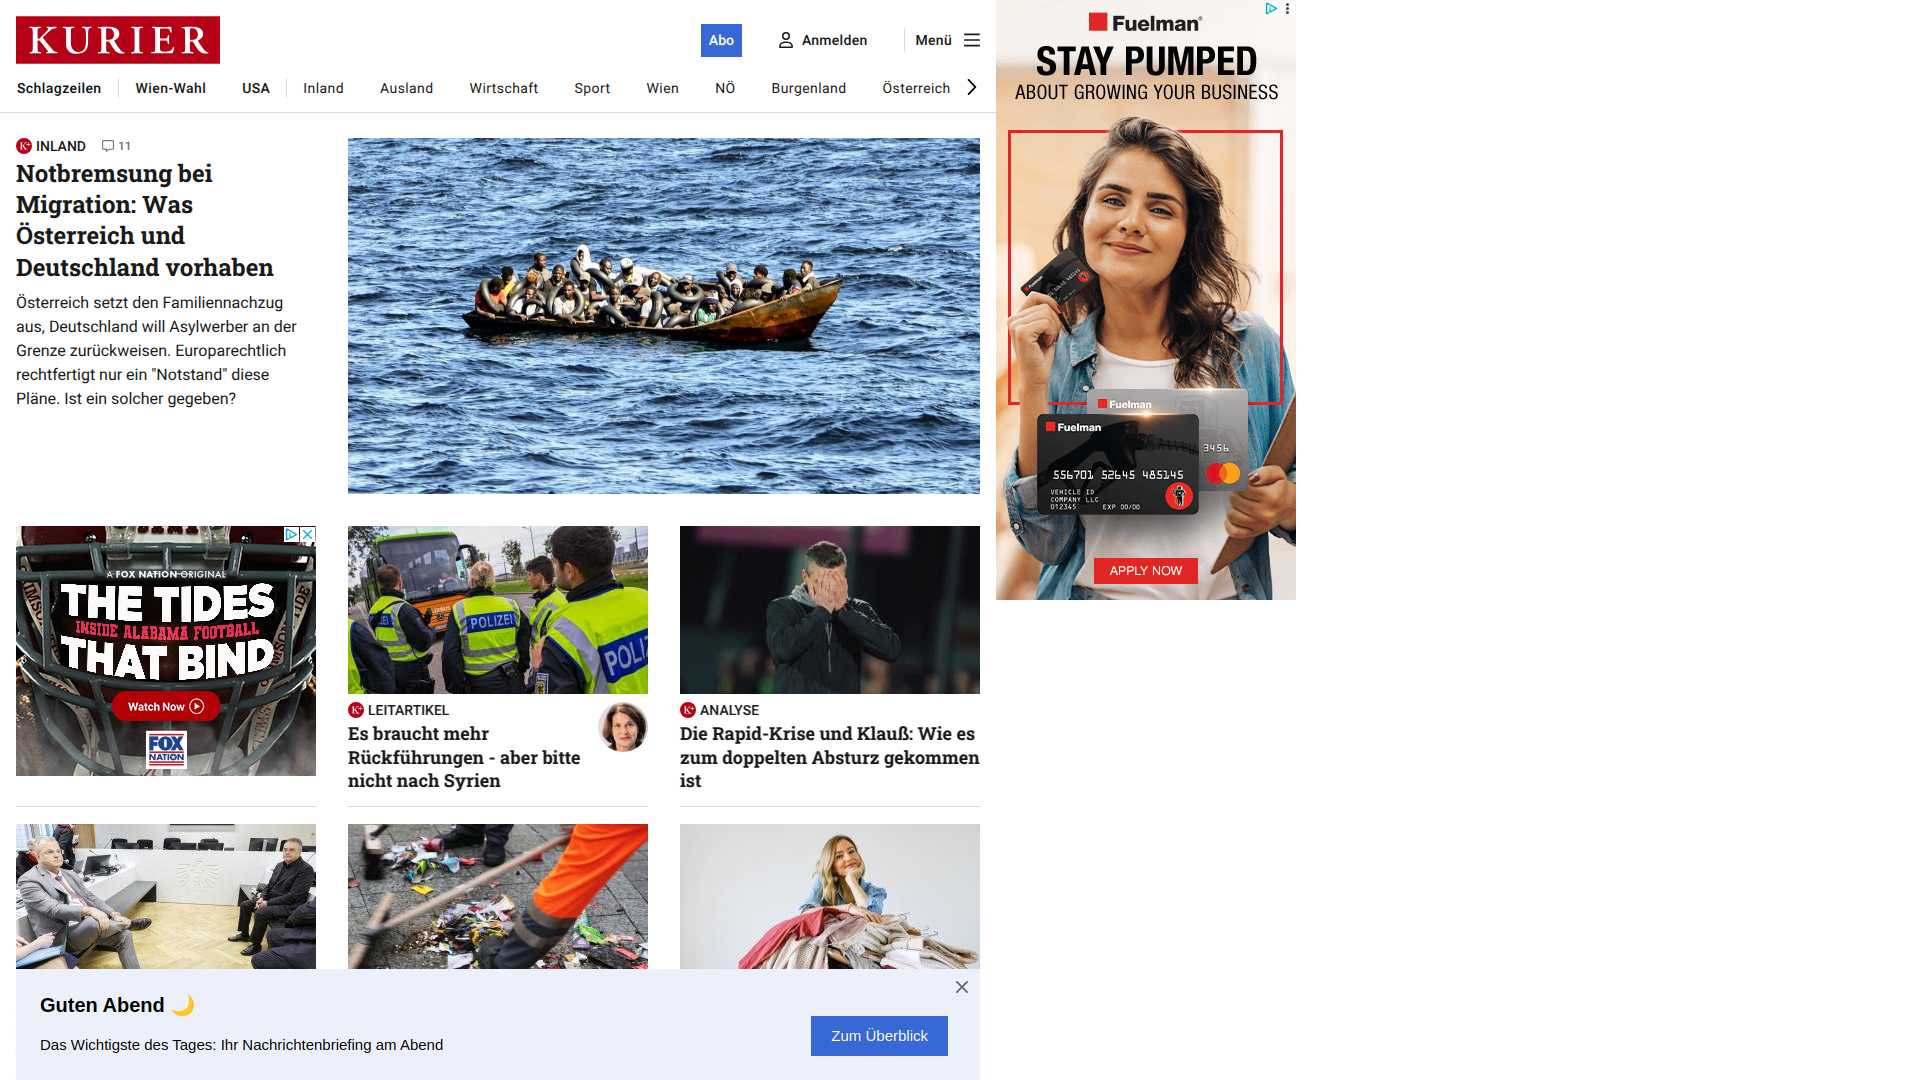 KURIER
Abo
Anmelden
Menü
Schlagzeilen
Wien-Wahl
USA
Inland
Ausland
Wirtschaft
Sport
Wien
NÖ
Burgenland
Österreich
K+ INLAND 11
Notbremsung bei
Migration: Was
Österreich und
Deutschland vorhaben
Österreich setzt den Familiennachzug
aus, Deutschland will Asylwerber an der
Grenze zurückweisen. Europarechtlich
rechtfertigt nur ein "Notstand" diese
Pläne. Ist ein solcher gegeben?
A FOX NATION ORIGINAL
THE TIDES
INSIDE ALABAMA FOOTBALL
THAT BIND
Watch Now
FOX
NATION
POLIZEI
K+ LEITARTIKEL
Es braucht mehr
Rückführungen - aber bitte
nicht nach Syrien
K+ ANALYSE
Die Rapid-Krise und Klauß: Wie es
zum doppelten Absturz gekommen
ist
Guten Abend 🌙
Das Wichtigste des Tages: Ihr Nachrichtenbriefing am Abend
Zum Überblick
Fuelman
STAY PUMPED
ABOUT GROWING YOUR BUSINESS
Fuelman
Fuelman
3456
556701 52645 485145
VEHICLE ID
COMPANY LLC
012345 EXP 00/00
APPLY NOW